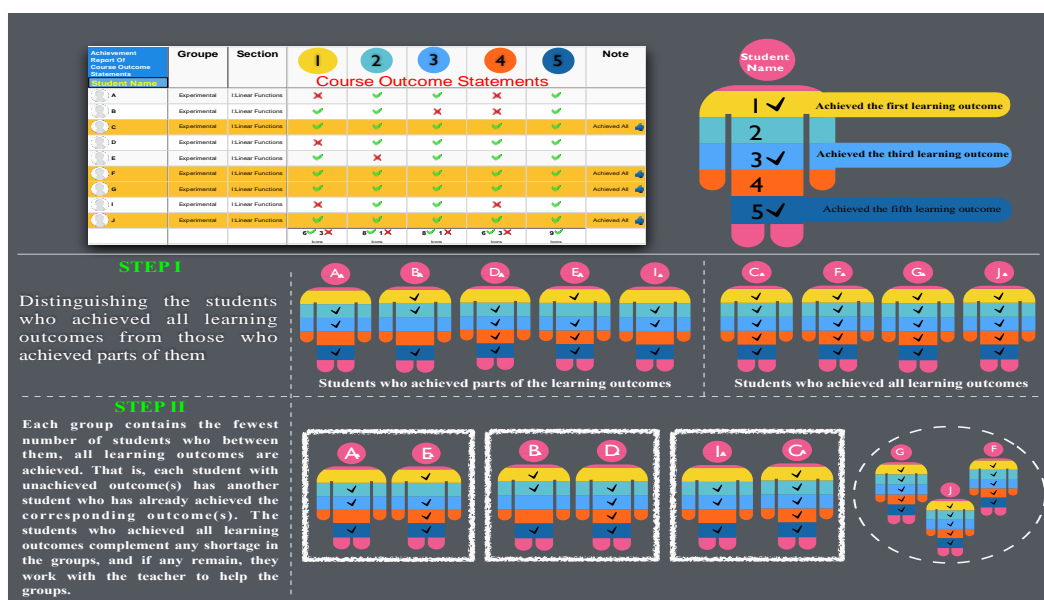 Achievement
Report Of
Course Outcome
Statements
Student Name
Groupe
Section
1
2
3
4
5
Note
Course Outcome Statements
A Experimental I:Linear Functions
B Experimental I:Linear Functions
C Experimental I:Linear Functions Achieved All
D Experimental I:Linear Functions
E Experimental I:Linear Functions
F Experimental I:Linear Functions Achieved All
G Experimental I:Linear Functions Achieved All
I Experimental I:Linear Functions
J Experimental I:Linear Functions Achieved All
6 3 8 1 8 1 6 3 9
Icons Icons Icons Icons Icons
Student
Name
1 Achieved the first learning outcome
2
3 Achieved the third learning outcome
4
5 Achieved the fifth learning outcome
STEP I
Distinguishing the students
who achieved all learning
outcomes from those who
achieved parts of them
A B D E I
Students who achieved parts of the learning outcomes
C F G J
Students who achieved all learning outcomes
STEP II
Each group contains the fewest
number of students who between
them, all learning outcomes are
achieved. That is, each student with
unachieved outcome(s) has another
student who has already achieved the
corresponding outcome(s). The
students who achieved all learning
outcomes complement any shortage in
the groups, and if any remain, they
work with the teacher to help the
groups.
A E
B D
I C
G F
J